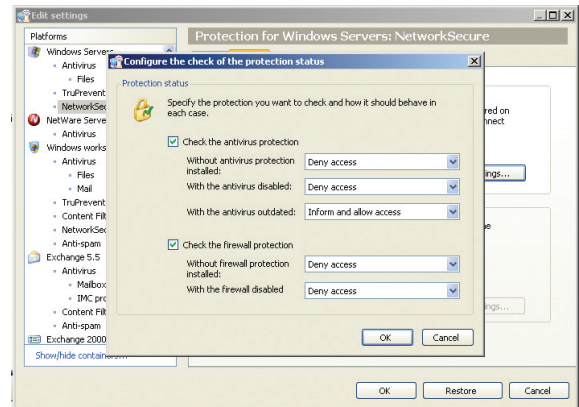 Edit settings
Platforms
Protection for Windows Servers: NetworkSecure
Windows Servers
Antivirus
Files
TruPrevent
NetworkSec
NetWare Serve
Antivirus
Windows works
Antivirus
Files
Mail
TruPrevent
Content Filt
NetworkSec
Anti-spam
Exchange 5.5
Antivirus
Mailbox
IMC pro
Content Filt
Anti-spam
Exchange 2000
Show/hide contain
red on
nnect
ings...
ings...
Configure the check of the protection status
Protection status
Specify the protection you want to check and how it should behave in
each case.
Check the antivirus protection
Without antivirus protection
installed:
Deny access
With the antivirus disabled:
Deny access
With the antivirus outdated:
Inform and allow access
Check the firewall protection
Without firewall protection
installed:
Deny access
With the firewall disabled
Deny access
OK
Cancel
OK
Restore
Cancel